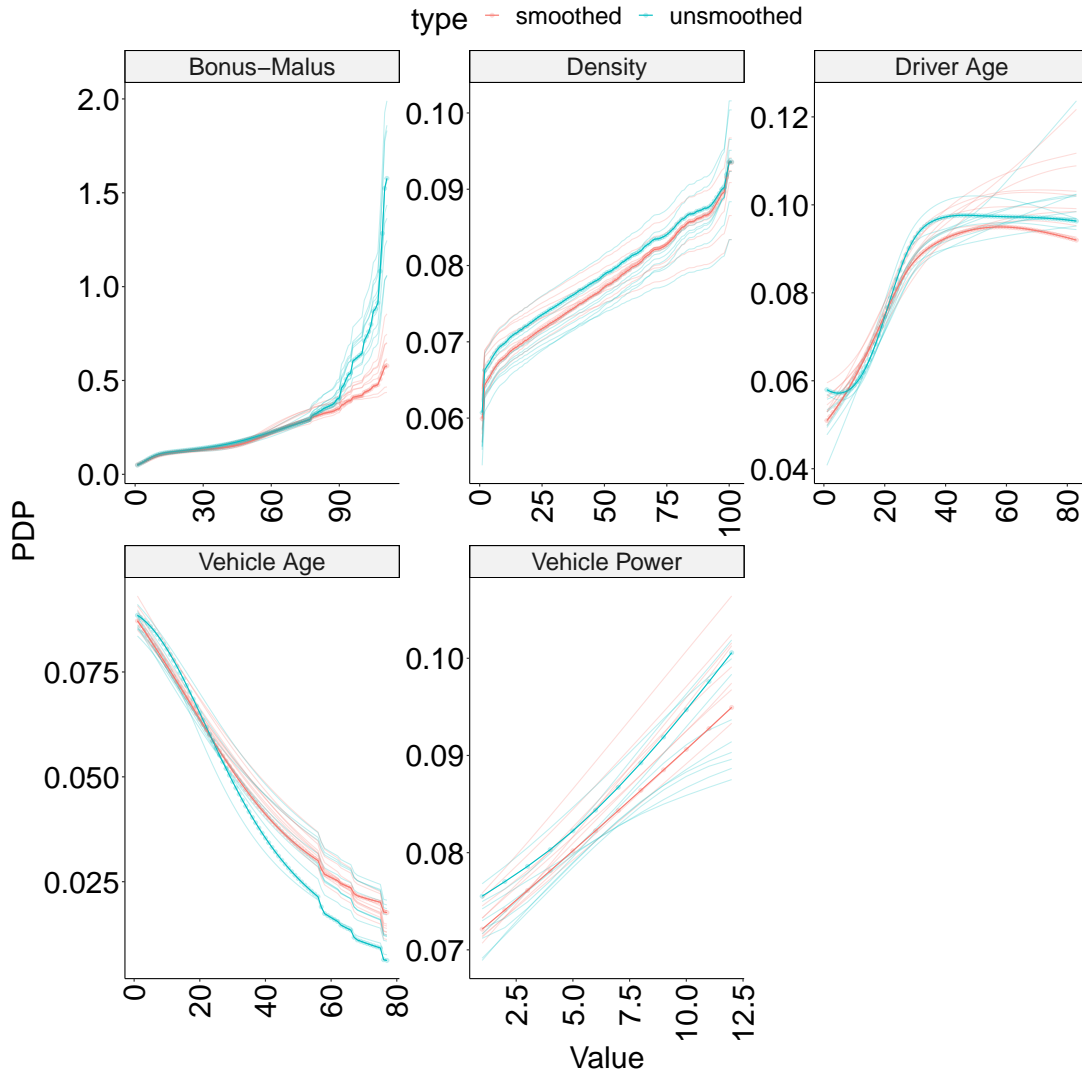 type smoothed unsmoothed
Bonus−Malus Density Driver Age
2.0
1.5
1.0
0.5
0.0
0 30 60 90
0.10
0.09
0.08
0.07
0.06
0 25 50 75 100
0.12
0.10
0.08
0.06
0.04
0 20 40 60 80
PDP
Vehicle Age Vehicle Power
0.075
0.050
0.025
0 20 40 60 80
0.10
0.09
0.08
0.07
2.5 5.0 7.5 10.0 12.5
Value